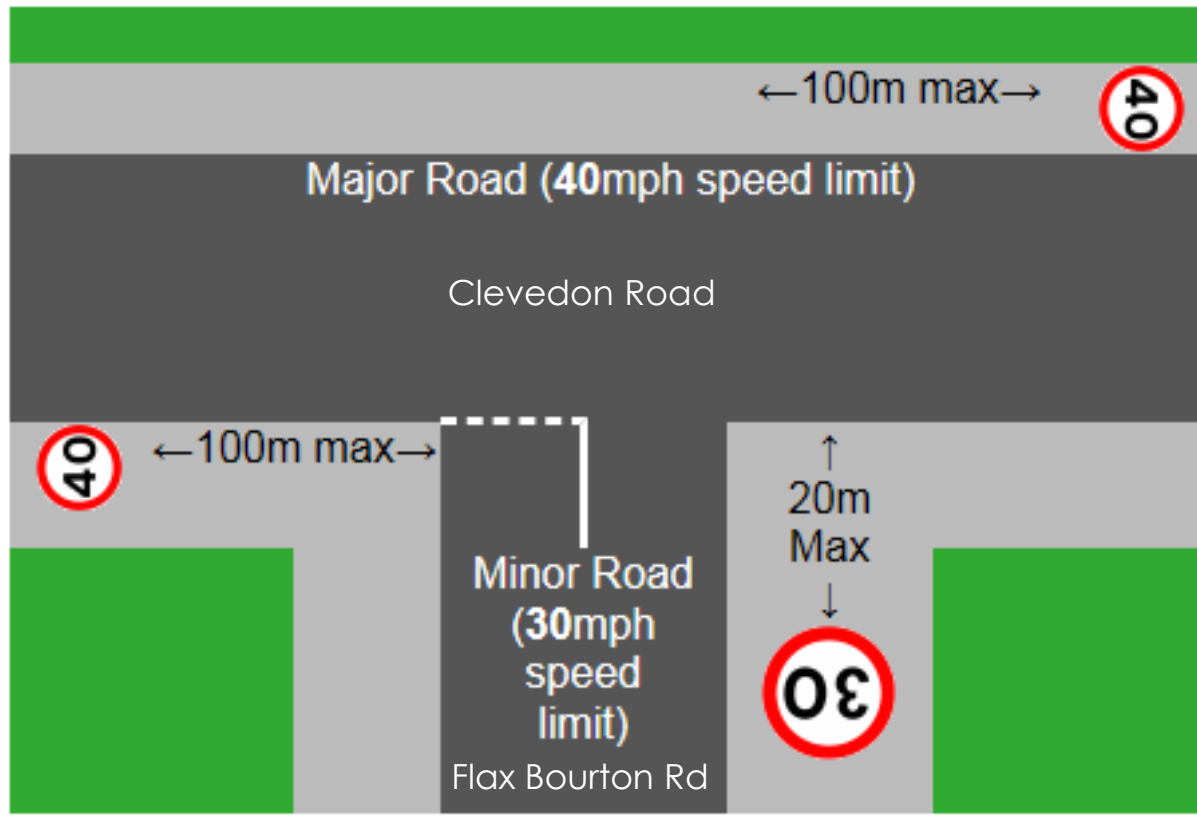 ←100m max→
40
Major Road (40mph speed limit)
Clevedon Road
40
←100m max→
↑
20m
Max
↓
Minor Road
(30mph
speed
limit)
30
Flax Bourton Rd